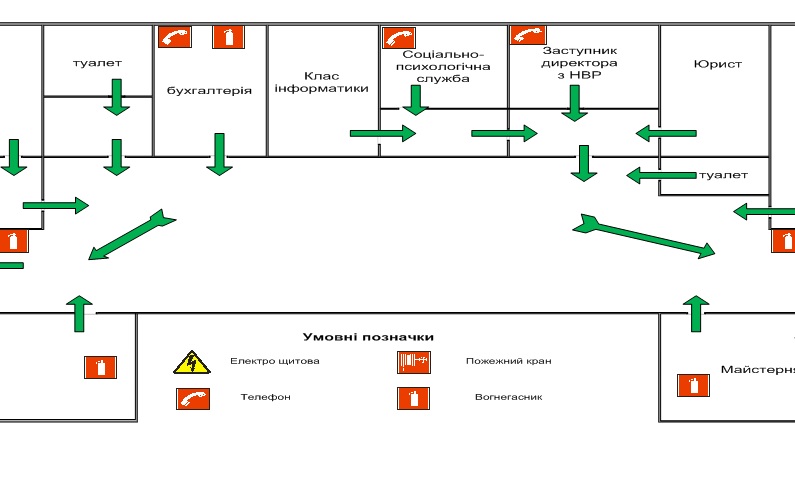 туалет
бухгалтерія
Клас
інформатики
Соціально-
психологічна
служба
Заступник
директора
з НВР
Юрист
туалет
Умовні позначки
Електро щитова
Пожежний кран
Телефон
Вогнегасник
Майстерня